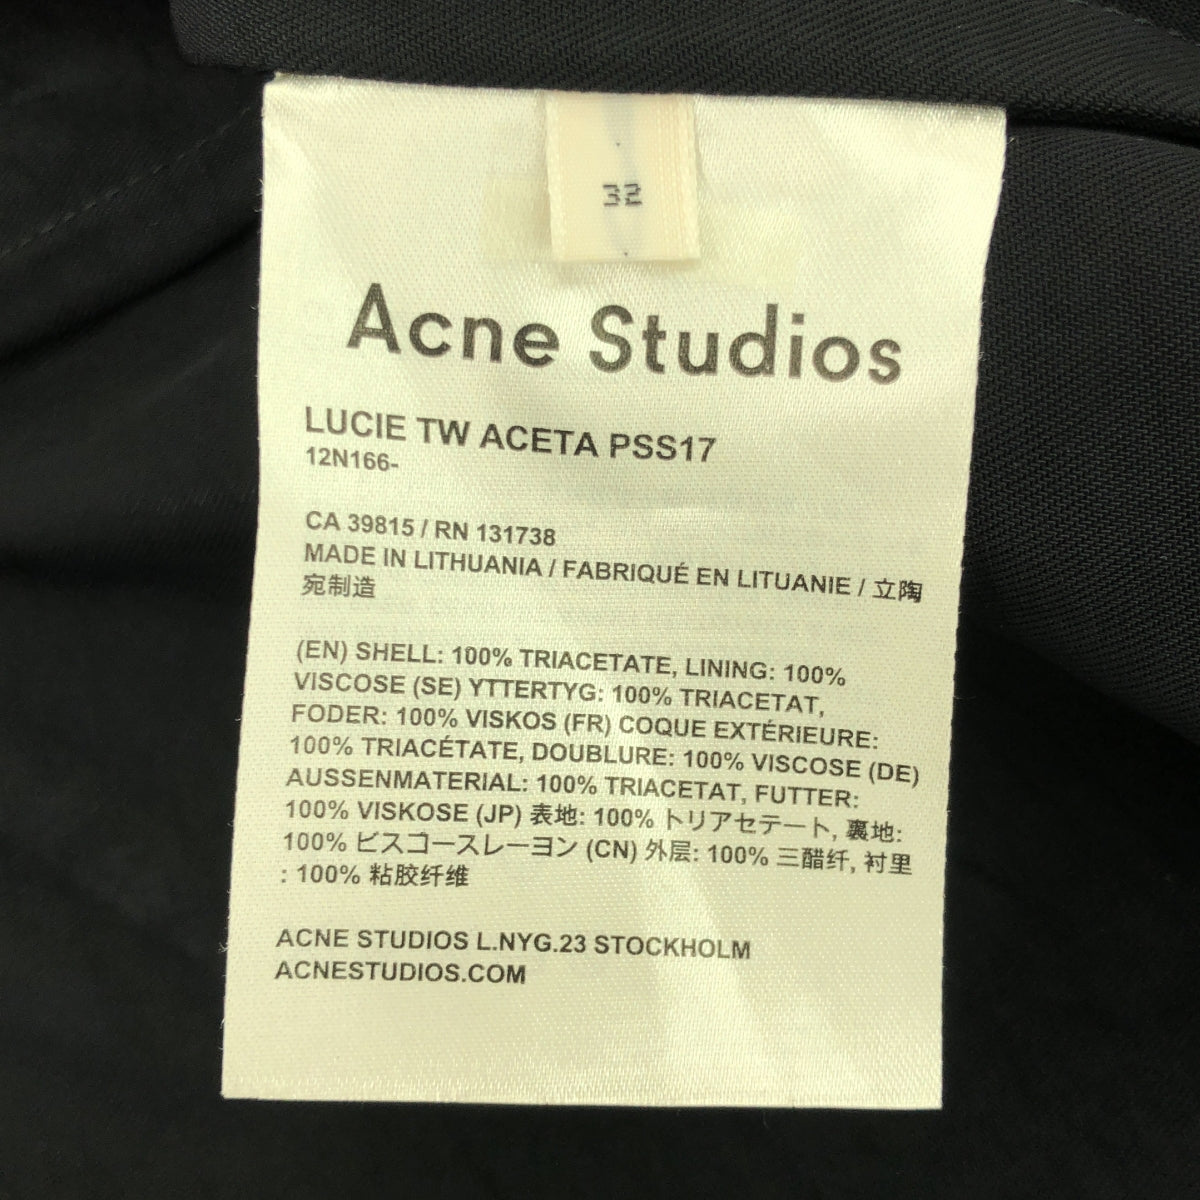 32
Acne Studios
LUCIE TW ACETA PSS17
12N166-
CA 39815 / RN 131738
MADE IN LITHUANIA / FABRIQUÉ EN LITUANIE / 立陶
宛制造
(EN) SHELL: 100% TRIACETATE, LINING: 100%
VISCOSE (SE) YTTERTYG: 100% TRIACETAT,
FODER: 100% VISKOS (FR) COQUE EXTÉRIEURE:
100% TRIACÉTATE, DOUBLURE: 100% VISCOSE (DE)
AUSSENMATERIAL: 100% TRIACETAT, FUTTER:
100% VISKOSE (JP) 表地: 100% トリアセテート, 裏地:
100% ビスコースレーヨン (CN) 外层: 100% 三醋纤, 衬里
: 100% 粘胶纤维
ACNE STUDIOS L.NYG.23 STOCKHOLM
ACNESTUDIOS.COM